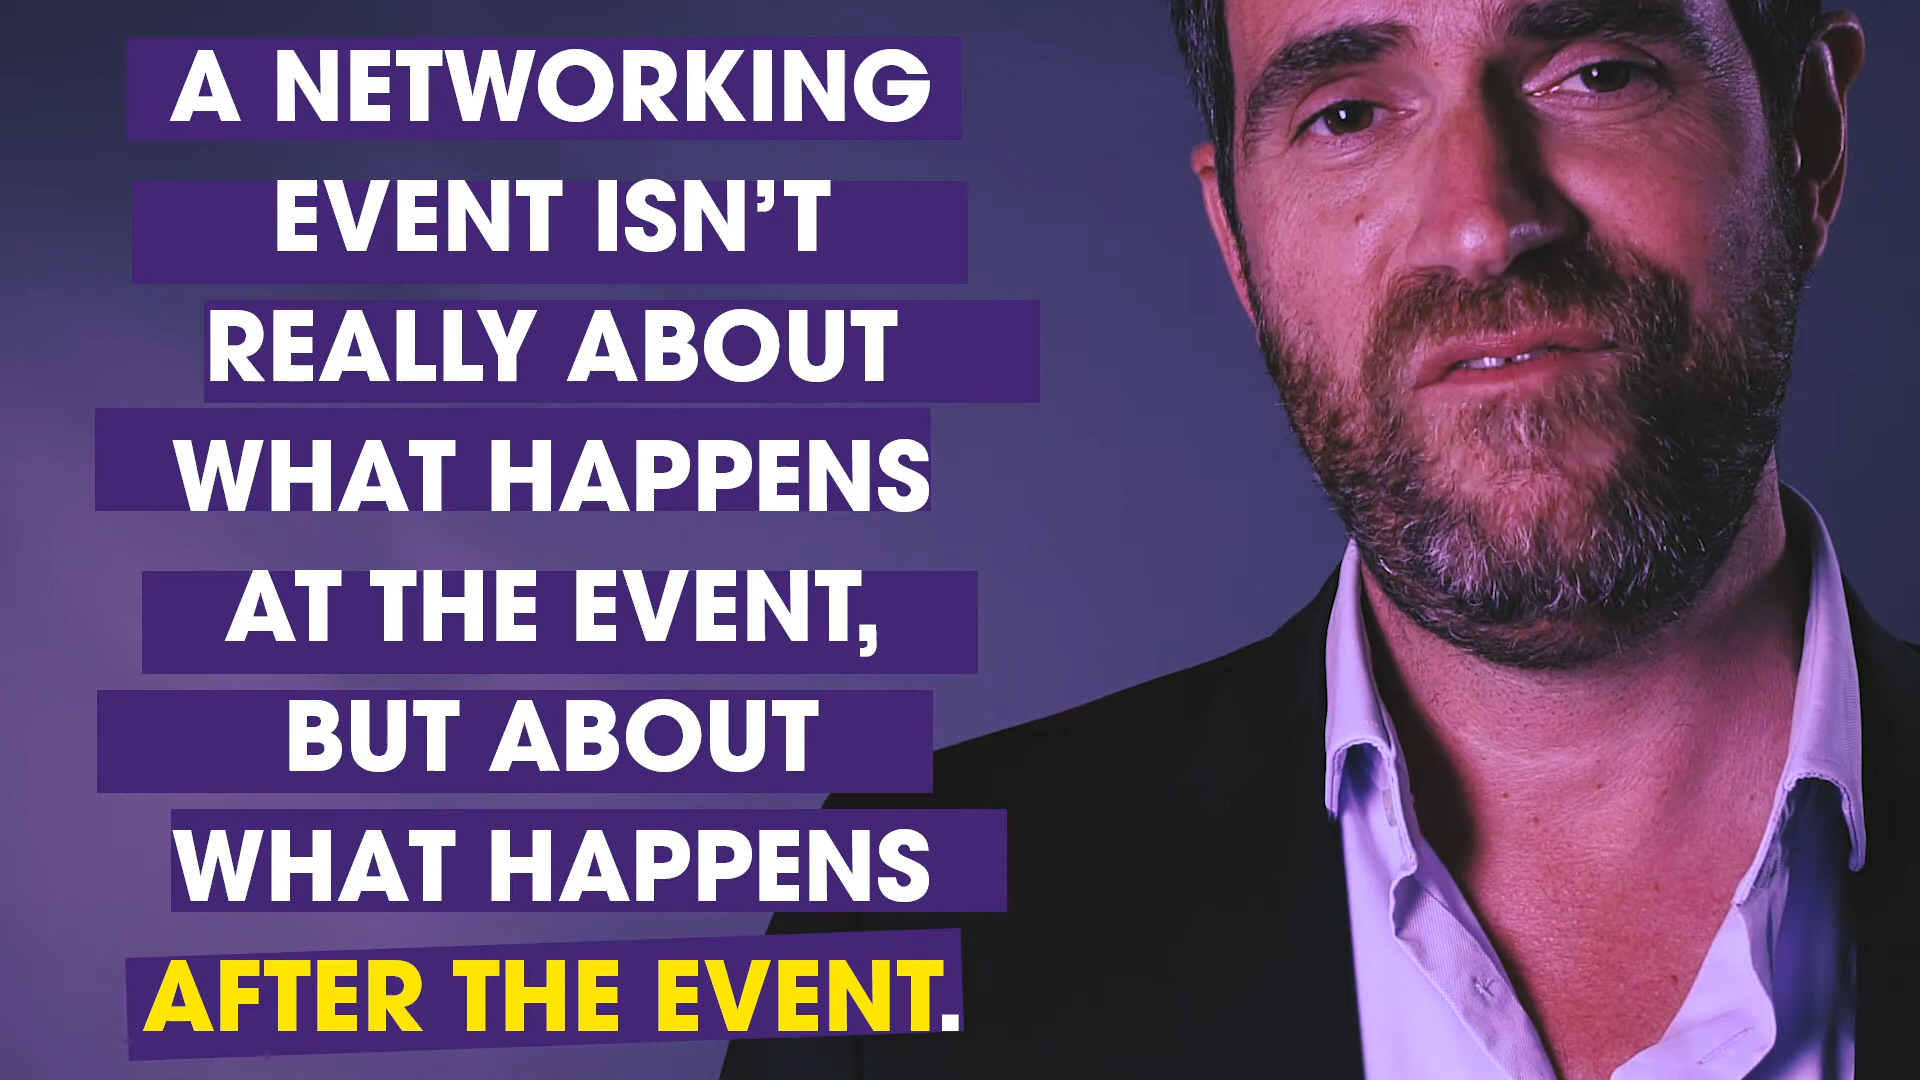 A NETWORKING
EVENT ISN’T
REALLY ABOUT
WHAT HAPPENS
AT THE EVENT,
BUT ABOUT
WHAT HAPPENS
AFTER THE EVENT.